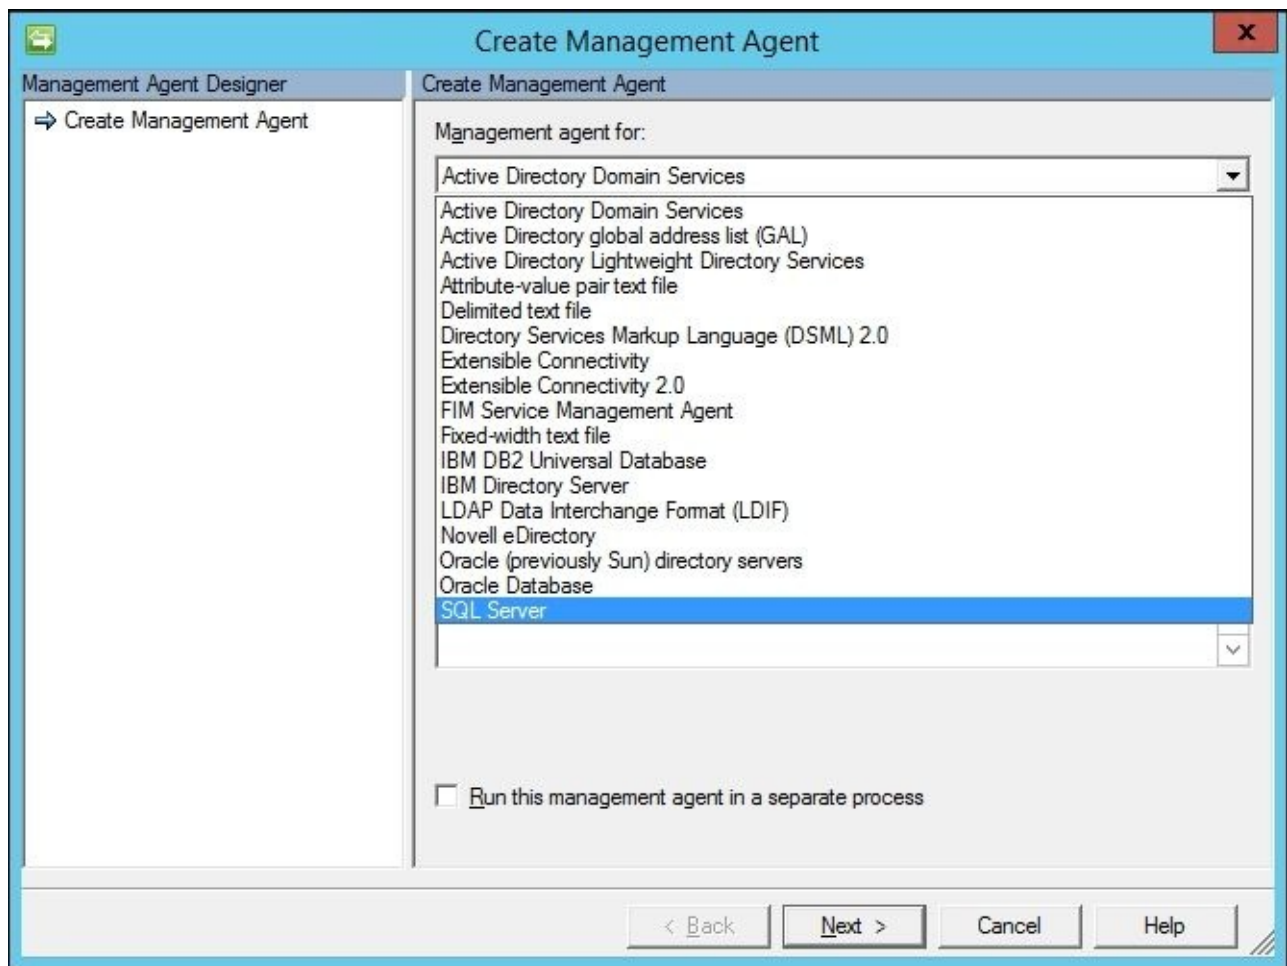 Create Management Agent
x
Management Agent Designer
Create Management Agent
Create Management Agent
Management agent for:
Active Directory Domain Services
Active Directory Domain Services
Active Directory global address list (GAL)
Active Directory Lightweight Directory Services
Attribute-value pair text file
Delimited text file
Directory Services Markup Language (DSML) 2.0
Extensible Connectivity
Extensible Connectivity 2.0
FIM Service Management Agent
Fixed-width text file
IBM DB2 Universal Database
IBM Directory Server
LDAP Data Interchange Format (LDIF)
Novell eDirectory
Oracle (previously Sun) directory servers
Oracle Database
SQL Server
Run this management agent in a separate process
< Back
Next >
Cancel
Help